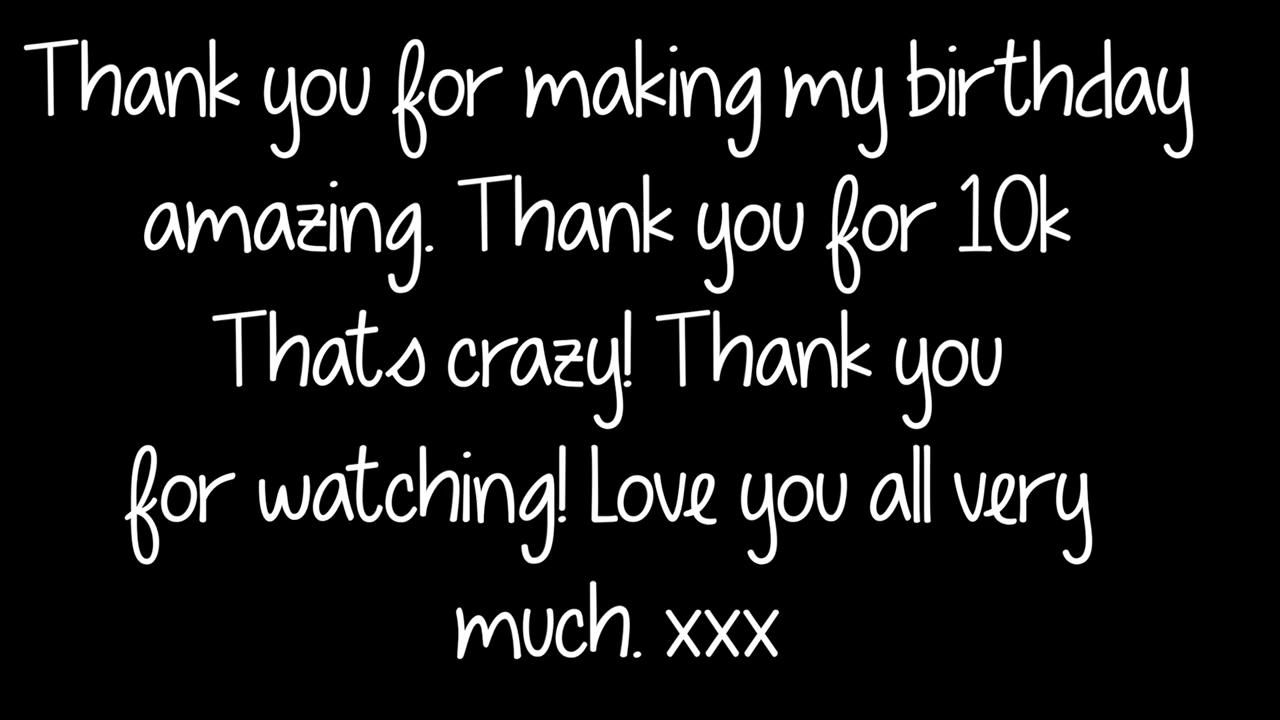 Thank you for making my birthday
amazing. Thank you for 10k
Thats crazy! Thank you
for watching! Love you all very
much. xxx